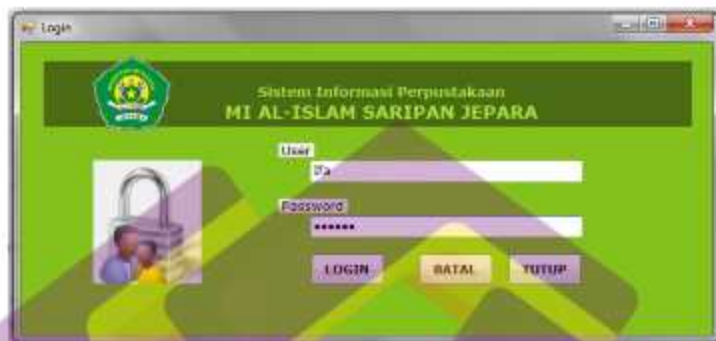 Login
Sistem Informasi Perpustakaan
MI AL-ISLAM SARIPAN JEPARA
User
Password
••••••
LOGIN BATAL TUTUP